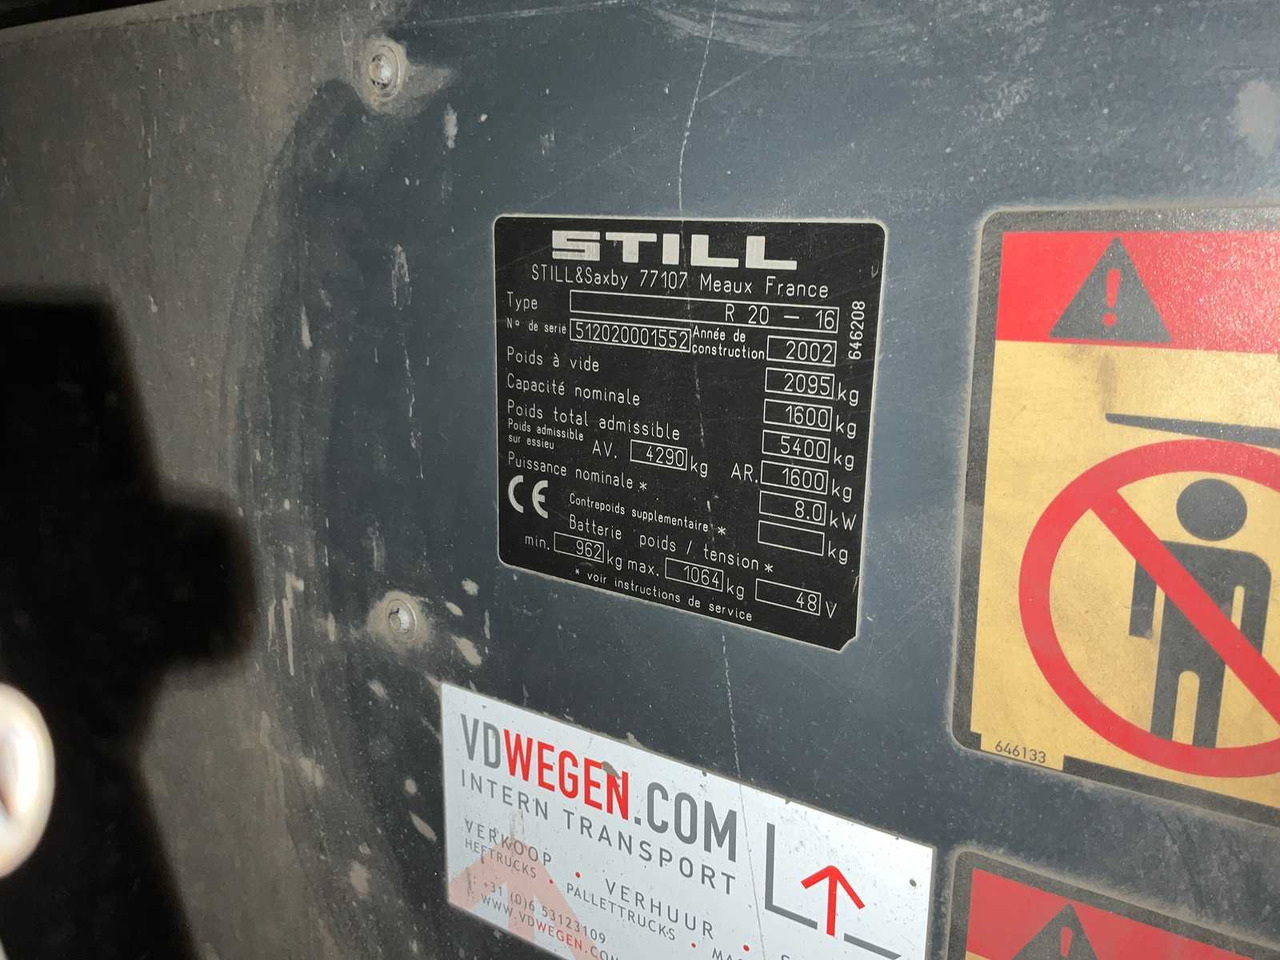 STILL
STILL&Saxby 77107 Meaux France
Type R 20 – 16
N° de serie 512020001552 Année de construction 2002
646208
Poids à vide 2095 kg
Capacité nominale 1600 kg
Poids total admissible 5400 kg
Poids admissible sur essieu AV. 4290 kg AR. 1600 kg
Puissance nominale * 8.0 kW
CE
Contrepoids supplementaire * kg
Batterie poids / tension *
min. 962 kg max. 1064 kg 48 V
* voir instructions de service
646133
VDWEGEN.COM
INTERN TRANSPORT
VERKOOP • VERHUUR •
HEFTRUCKS • PALLETTRUCKS •
+31 (0)6 53123109
WWW.VDWEGEN.CO